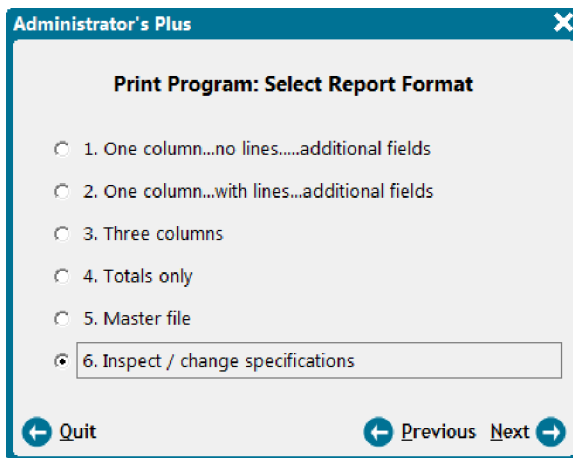 Administrator's Plus
Print Program: Select Report Format
1. One column...no lines.....additional fields
2. One column...with lines...additional fields
3. Three columns
4. Totals only
5. Master file
6. Inspect / change specifications
Quit Previous Next